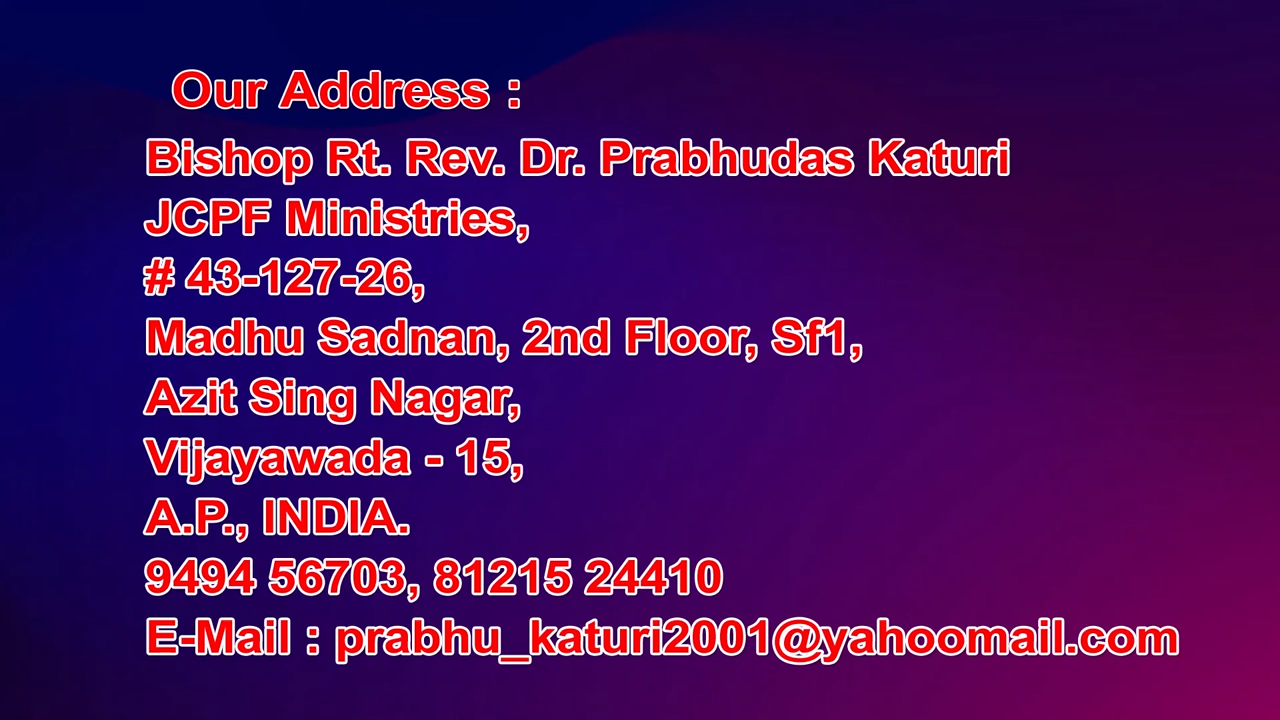 Our Address :
Bishop Rt. Rev. Dr. Prabhudas Katuri
JCPF Ministries,
# 43-127-26,
Madhu Sadnan, 2nd Floor, Sf1,
Azit Sing Nagar,
Vijayawada - 15,
A.P., INDIA.
9494 56703, 81215 24410
E-Mail : prabhu_katuri2001@yahoomail.com